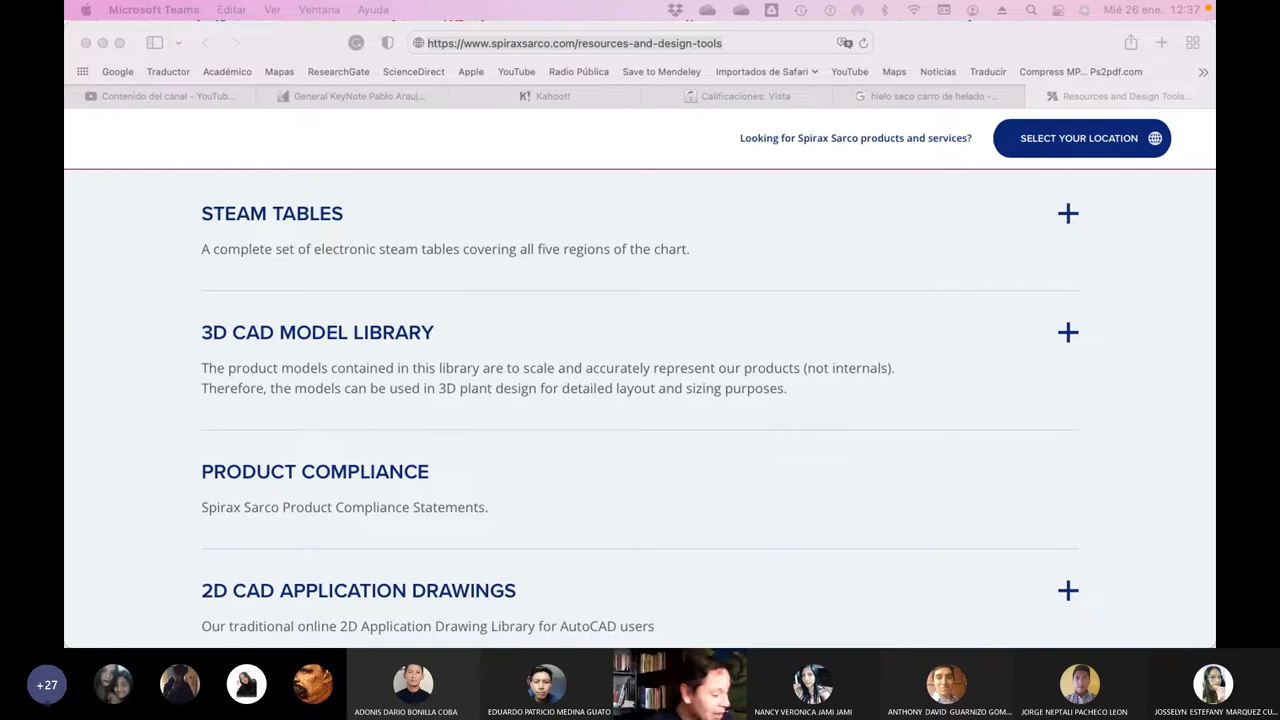 Microsoft Teams Editar Ver Ventana Ayuda Mié 26 ene. 12:37
https://www.spiraxsarco.com/resources-and-design-tools
Google Traductor Académico Mapas ResearchGate ScienceDirect Apple YouTube Radio Pública Save to Mendeley Importados de Safari YouTube Maps Noticias Traducir Compress MP... Ps2pdf.com
Contenido del canal - YouTub... General KeyNote Pablo Arauj... Kahoot! Calificaciones: Vista hielo seco carro de helado -... Resources and Design Tools...
Looking for Spirax Sarco products and services? SELECT YOUR LOCATION
STEAM TABLES
A complete set of electronic steam tables covering all five regions of the chart.
3D CAD MODEL LIBRARY
The product models contained in this library are to scale and accurately represent our products (not internals).
Therefore, the models can be used in 3D plant design for detailed layout and sizing purposes.
PRODUCT COMPLIANCE
Spirax Sarco Product Compliance Statements.
2D CAD APPLICATION DRAWINGS
Our traditional online 2D Application Drawing Library for AutoCAD users
+27
ADONIS DARIO BONILLA COBA EDUARDO PATRICIO MEDINA GUATO NANCY VERONICA JAMI JAMI ANTHONY DAVID GUARNIZO GOM... JORGE NEPTALI PACHECO LEON JOSSELYN ESTEFANY MARQUEZ CU...